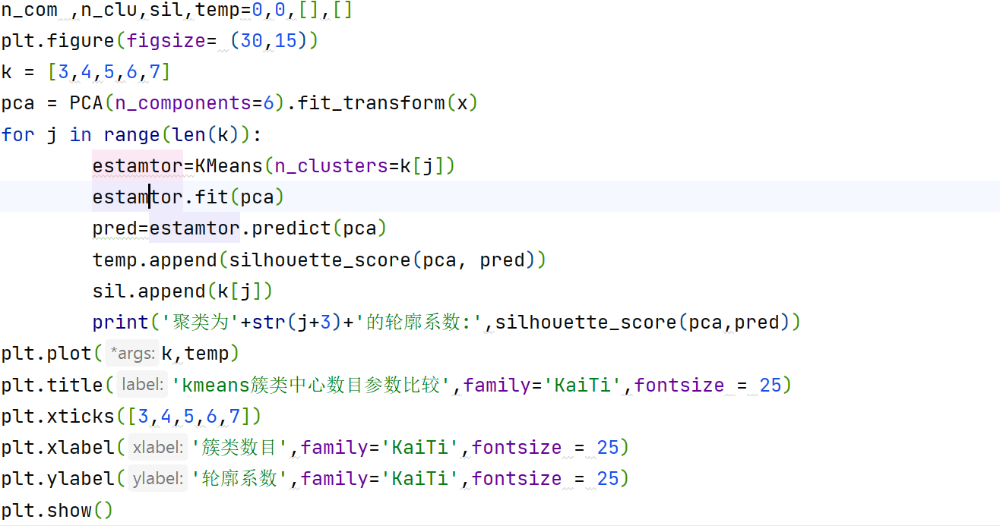 n_com ,n_clu,sil,temp=0,0,[],[]
plt.figure(figsize= (30,15))
k = [3,4,5,6,7]
pca = PCA(n_components=6).fit_transform(x)
for j in range(len(k)):
        estamtor=KMeans(n_clusters=k[j])
        estamtor.fit(pca)
        pred=estamtor.predict(pca)
        temp.append(silhouette_score(pca, pred))
        sil.append(k[j])
        print('聚类为'+str(j+3)+'的轮廓系数:',silhouette_score(pca,pred))
plt.plot( *args: k,temp)
plt.title( label: 'kmeans簇类中心数目参数比较',family='KaiTi',fontsize = 25)
plt.xticks([3,4,5,6,7])
plt.xlabel( xlabel: '簇类数目',family='KaiTi',fontsize = 25)
plt.ylabel( ylabel: '轮廓系数',family='KaiTi',fontsize = 25)
plt.show()